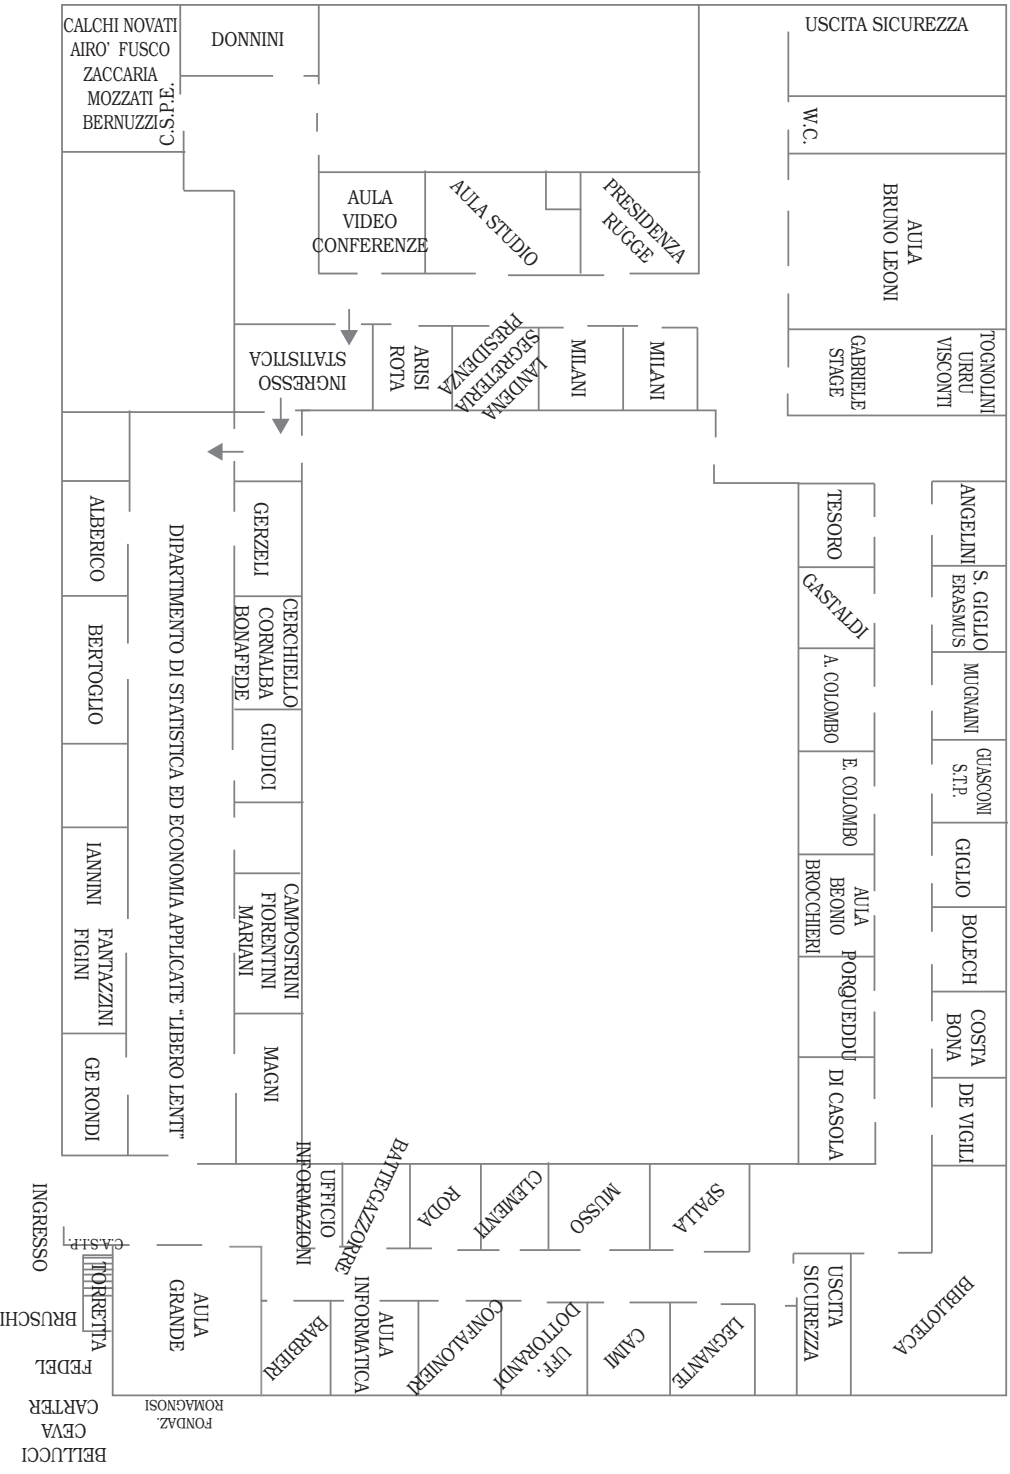 CALCHI NOVATI
AIRO' FUSCO
ZACCARIA
MOZZATI
BERNUZZI
C.S.P.E.
DONNINI
USCITA SICUREZZA
W.C.
AULA
VIDEO
CONFERENZE
AULA STUDIO
PRESIDENZA
RUGGE
AULA
BRUNO LEONI
INGRESSO
STATISTICA
ARISI
ROTA
LANDENA
SEGRETERIA
PRESIDENZA
MILANI
MILANI
GABRIELE
STAGE
TOGNOLINI
URRU
VISCONTI
ALBERICO
BERTOGLIO
IANNINI
FANTAZZINI
FIGINI
GE RONDI
DIPARTIMENTO DI STATISTICA ED ECONOMIA APPLICATE "LIBERO LENTI"
GERZELI
CERCHIELLO
CORNALBA
BONAFEDE
GIUDICI
CAMPOSTRINI
FIORENTINI
MARIANI
MAGNI
TESORO
GASTALDI
A. COLOMBO
E. COLOMBO
AULA
BEONIO
BROCCHIERI
PORQUEDDU
DI CASOLA
ANGELINI
S. GIGLIO
ERASMUS
MUGNAINI
GUASCONI
S.T.P.
GIGLIO
BOLECH
COSTA
BONA
DE VIGILI
UFFICIO
INFORMAZIONI
BATTEGAZZORRE
RODA
CLEMENTI
MUSSO
SPALLA
INGRESSO
C.A.S.I.P.
TORRETTA
BRUSCHI
FEDEL
BELLUCCI
CEVA
CARTER
AULA
GRANDE
FONDAZ.
ROMAGNOSI
BARBIERI
AULA
INFORMATICA
CONFALONIERI
UFF.
DOTTORANDI
CAIMI
LEGNANTE
USCITA
SICUREZZA
BIBLIOTECA